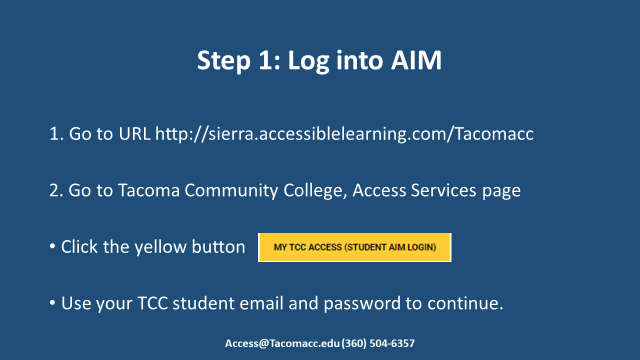 Step 1: Log into AIM
1. Go to URL http://sierra.accessiblelearning.com/Tacomacc
2. Go to Tacoma Community College, Access Services page
• Click the yellow button MY TCC ACCESS (STUDENT AIM LOGIN)
• Use your TCC student email and password to continue.
Access@Tacomacc.edu (360) 504-6357